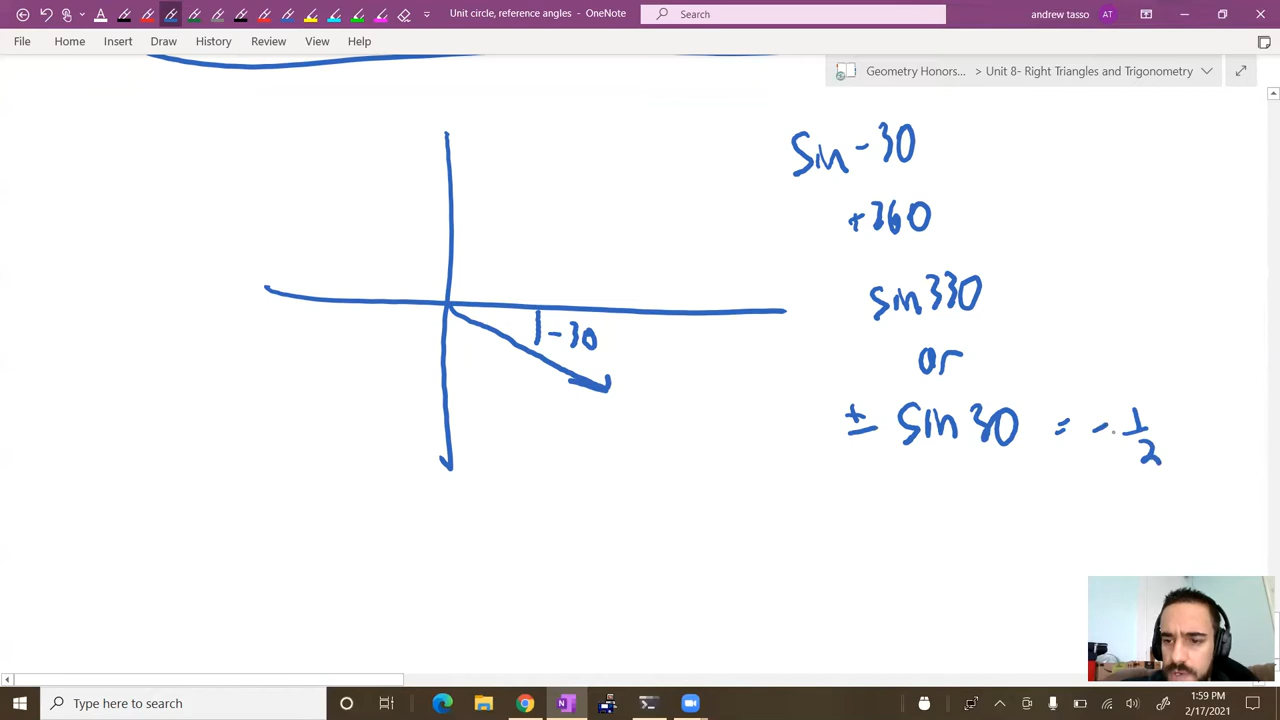 Unit circle, reference angles - OneNote
Search
andrew tasso
AT
File Home Insert Draw History Review View Help
Geometry Honors... > Unit 8- Right Triangles and Trigonometry
sin -30
+360
sin 330
or
± sin 30 = - 1/2
-30
Type here to search
1:59 PM
2/17/2021